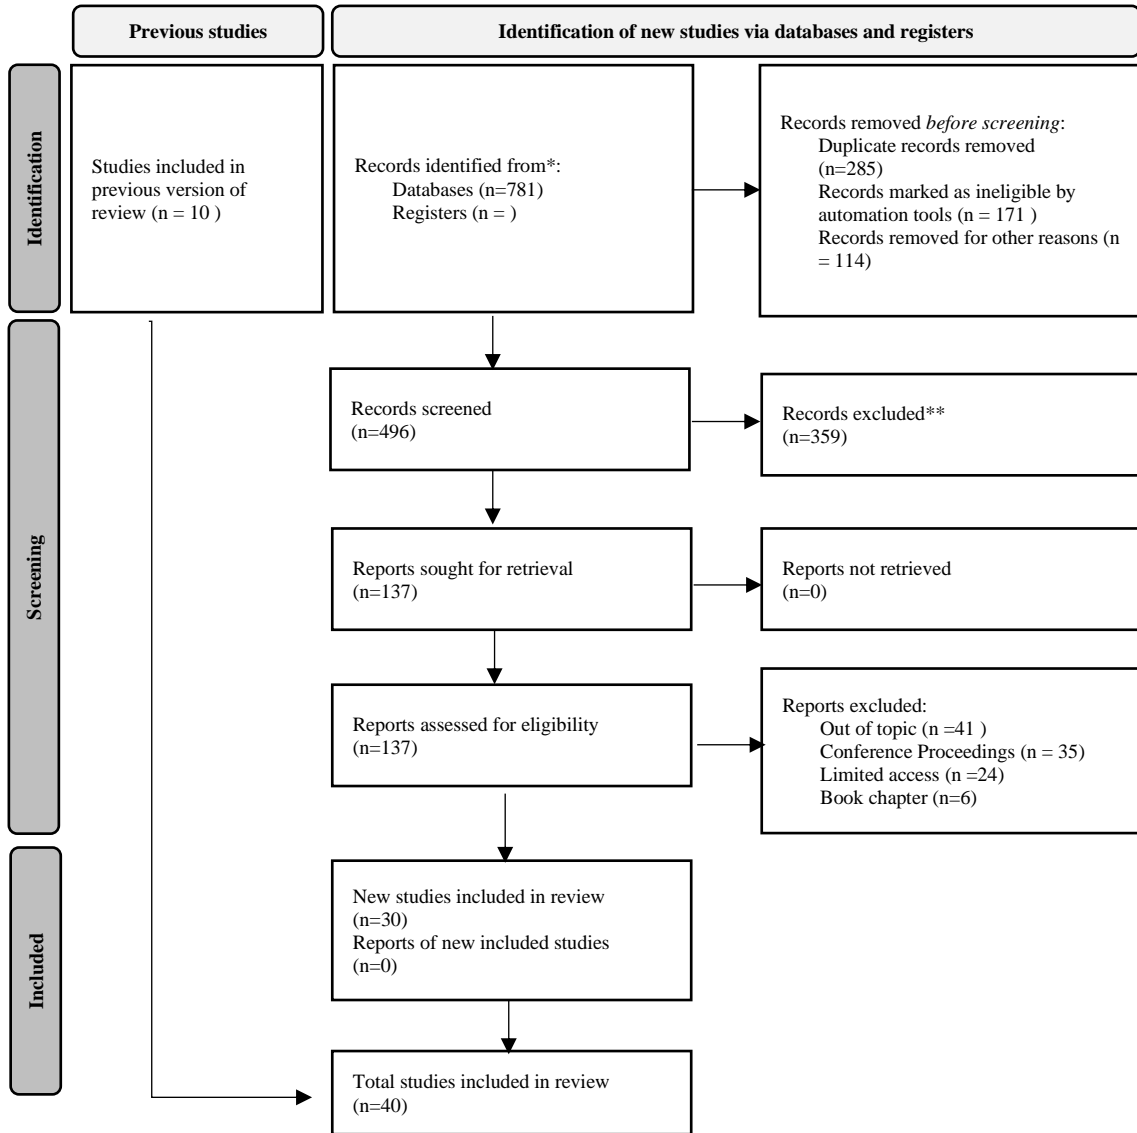 Previous studies
Identification of new studies via databases and registers
Identification
Studies included in
previous version of
review (n = 10 )
Records identified from*:
Databases (n=781)
Registers (n = )
Records removed before screening:
Duplicate records removed
(n=285)
Records marked as ineligible by
automation tools (n = 171 )
Records removed for other reasons (n
= 114)
Screening
Records screened
(n=496)
Records excluded**
(n=359)
Reports sought for retrieval
(n=137)
Reports not retrieved
(n=0)
Reports assessed for eligibility
(n=137)
Reports excluded:
Out of topic (n =41 )
Conference Proceedings (n = 35)
Limited access (n =24)
Book chapter (n=6)
Included
New studies included in review
(n=30)
Reports of new included studies
(n=0)
Total studies included in review
(n=40)